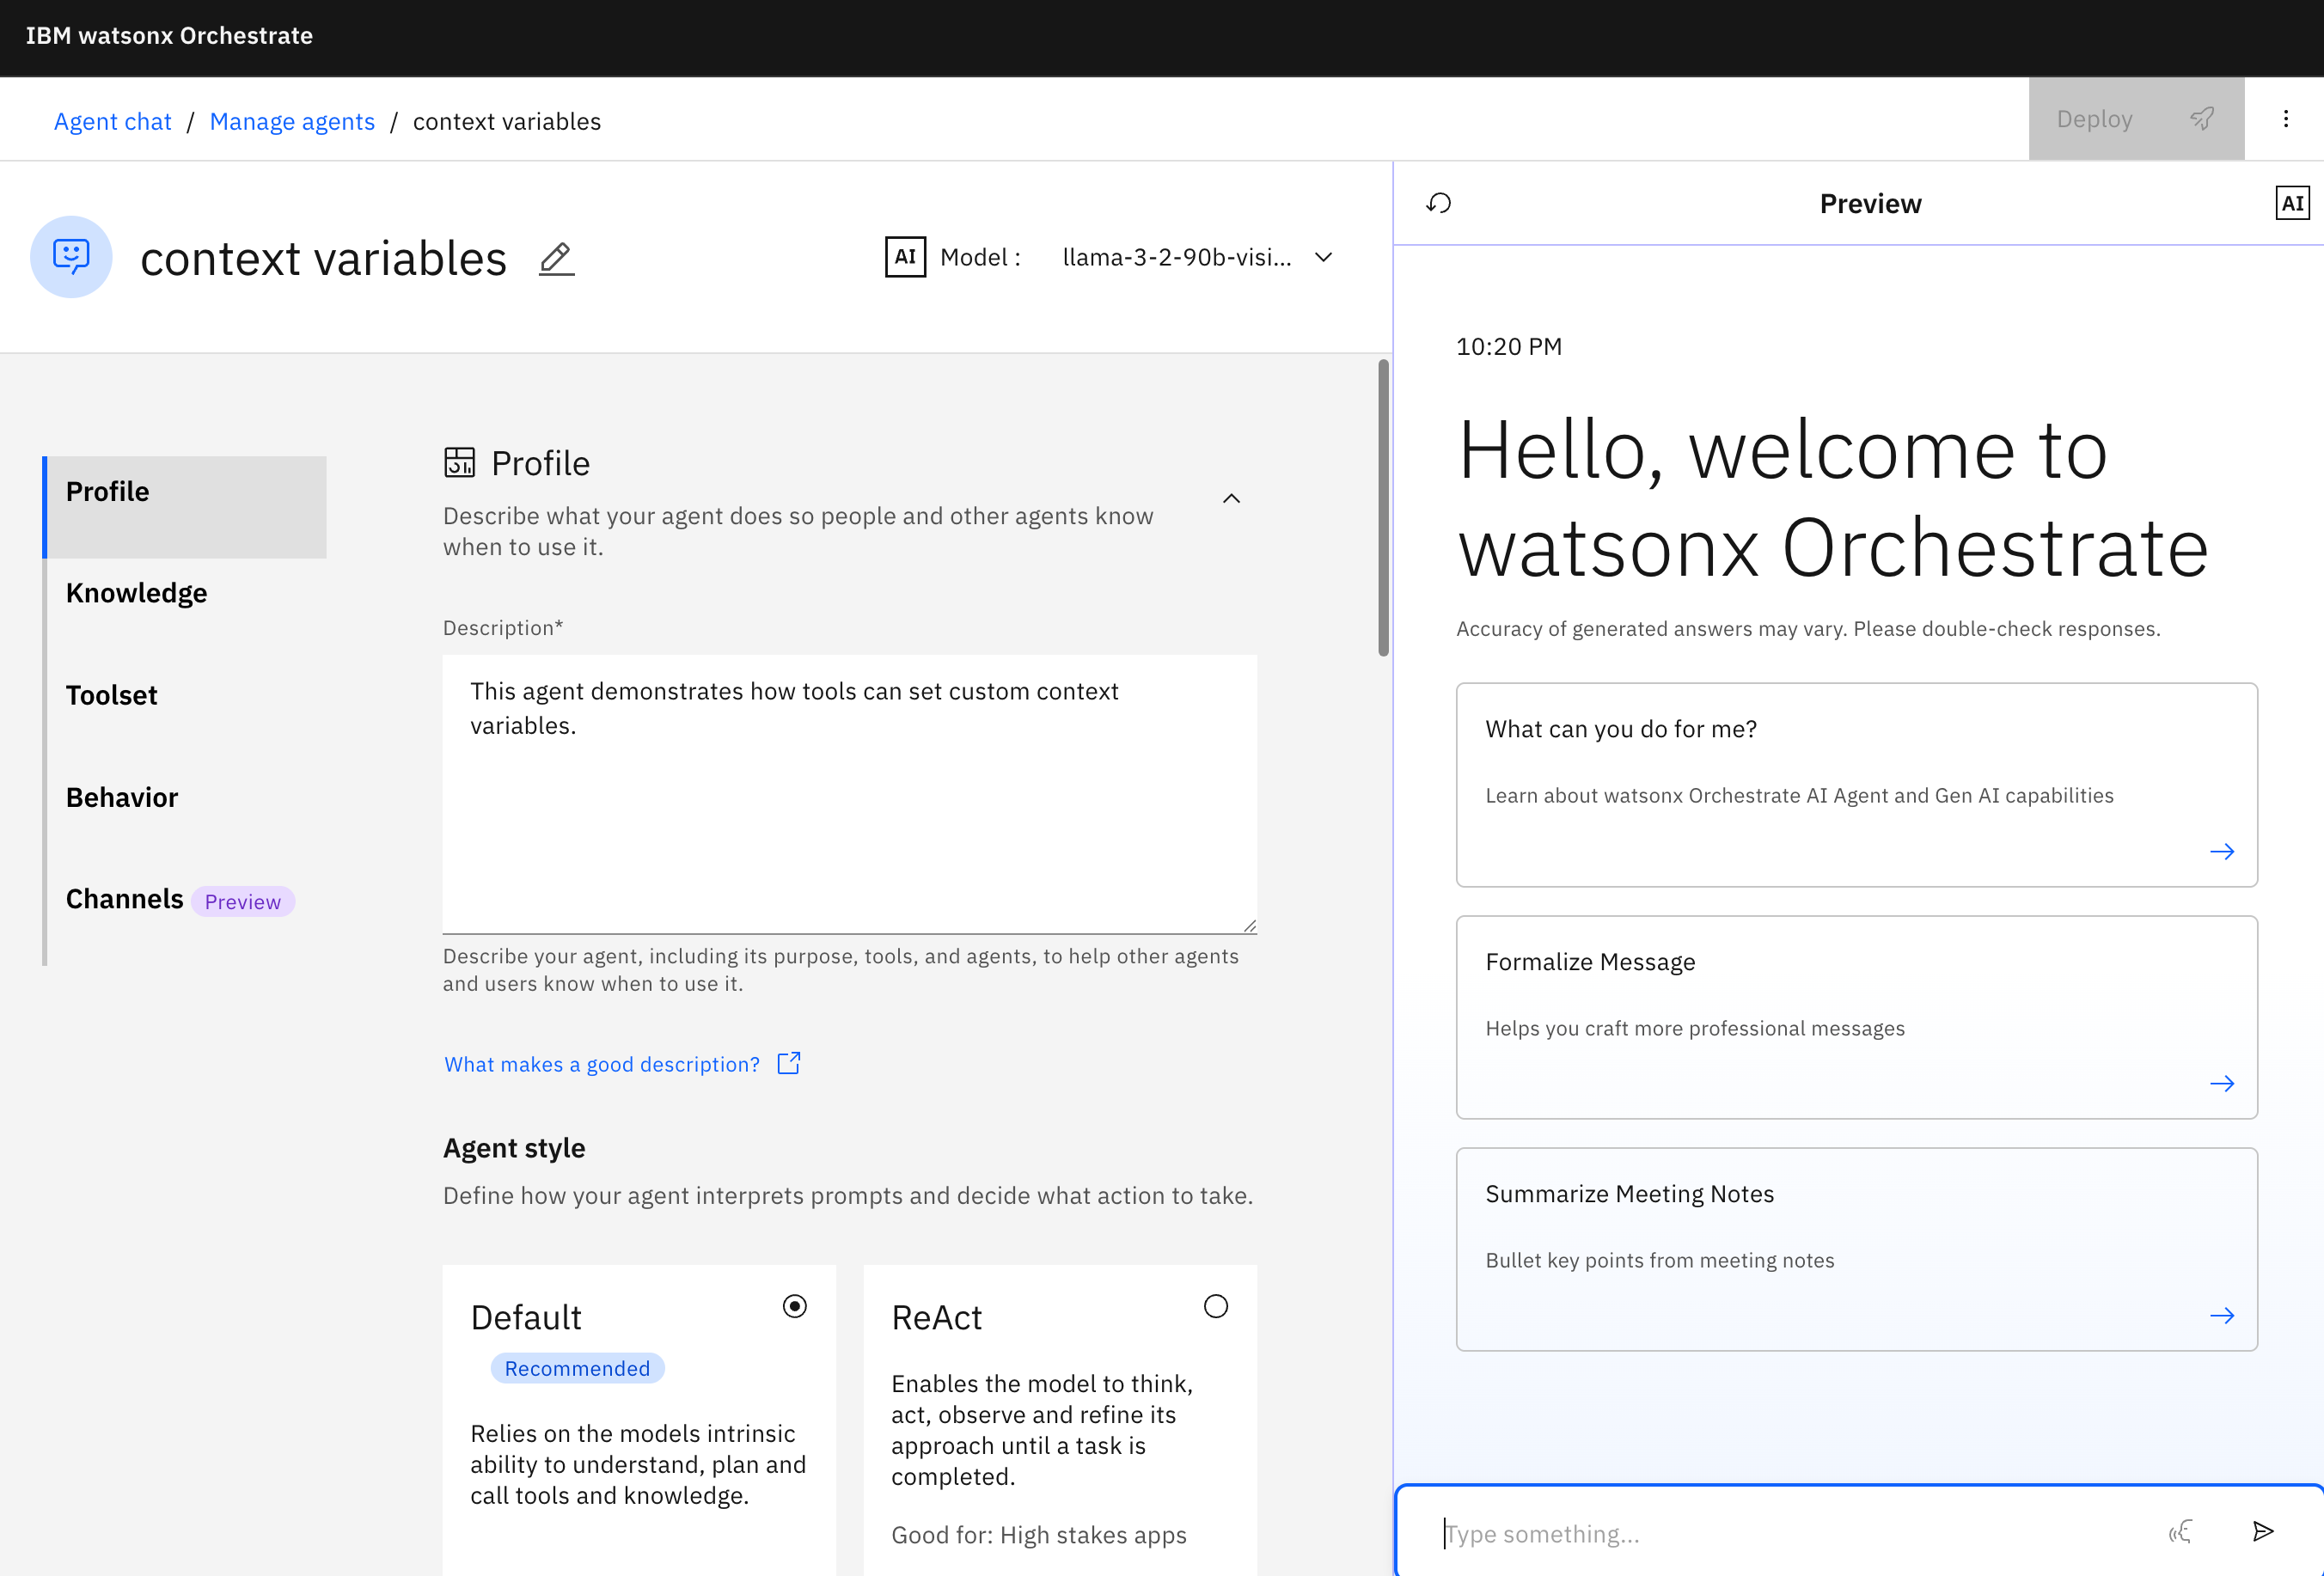 IBM watsonx Orchestrate
Agent chat / Manage agents / context variables
Deploy
context variables
AI Model : llama-3-2-90b-visi...
Profile
Knowledge
Toolset
Behavior
Channels Preview
Profile
Describe what your agent does so people and other agents know
when to use it.
Description*
This agent demonstrates how tools can set custom context
variables.
Describe your agent, including its purpose, tools, and agents, to help other agents
and users know when to use it.
What makes a good description?
Agent style
Define how your agent interprets prompts and decide what action to take.
Default
Recommended
Relies on the models intrinsic
ability to understand, plan and
call tools and knowledge.
ReAct
Enables the model to think,
act, observe and refine its
approach until a task is
completed.
Good for: High stakes apps
Preview
AI
10:20 PM
Hello, welcome to
watsonx Orchestrate
Accuracy of generated answers may vary. Please double-check responses.
What can you do for me?
Learn about watsonx Orchestrate AI Agent and Gen AI capabilities
Formalize Message
Helps you craft more professional messages
Summarize Meeting Notes
Bullet key points from meeting notes
Type something...